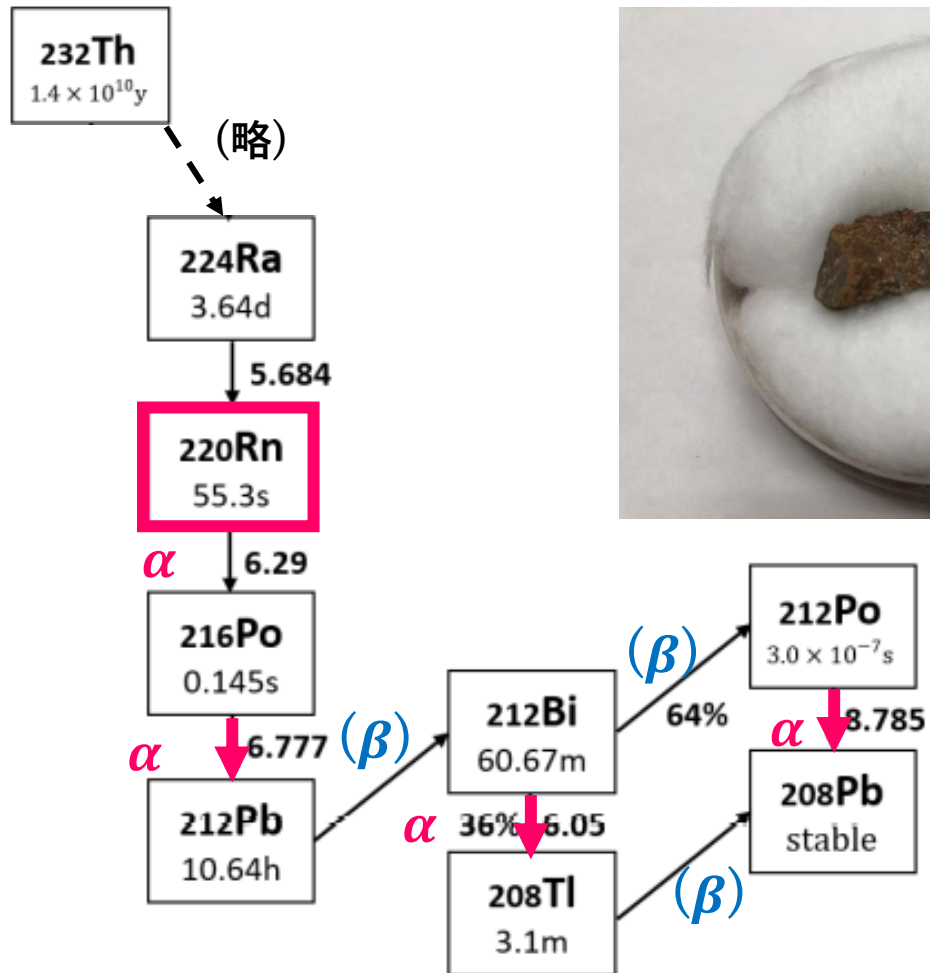 232Th
1.4 × 10¹⁰y
(略)
224Ra
3.64d
5.684
220Rn
55.3s
α
6.29
216Po
0.145s
α
6.777
(β)
212Pb
10.64h
212Bi
60.67m
(β)
64%
212Po
3.0 × 10⁻⁷s
α
8.785
208Pb
stable
α
36%
6.05
208Tl
3.1m
(β)